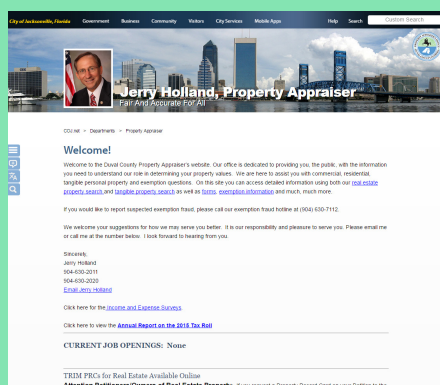 City of Jacksonville, Florida Government Business Community Visitors City Services Mobile Apps Help Search Custom Search
Jerry Holland, Property Appraiser
Fair And Accurate For All
COJ.net > Departments > Property Appraiser
Welcome!
Welcome to the Duval County Property Appraiser's website. Our office is dedicated to providing you, the public, with the information
you need to understand our role in determining your property values. We are here to assist you with commercial, residential,
tangible personal property and exemption questions. On this site you can access detailed information using both our real estate
property search and tangible property search as well as forms, exemption information and much, much more.
If you would like to report suspected exemption fraud, please call our exemption fraud hotline at (904) 630-7112.
We welcome your suggestions for how we may serve you better. It is our responsibility and pleasure to serve you. Please email me
or call me at the number below. I look forward to hearing from you.
Sincerely,
Jerry Holland
904-630-2011
904-630-2020
Email Jerry Holland
Click here for the Income and Expense Surveys.
Click here to view the Annual Report on the 2015 Tax Roll
CURRENT JOB OPENINGS: None
TRIM PRCs for Real Estate Available Online